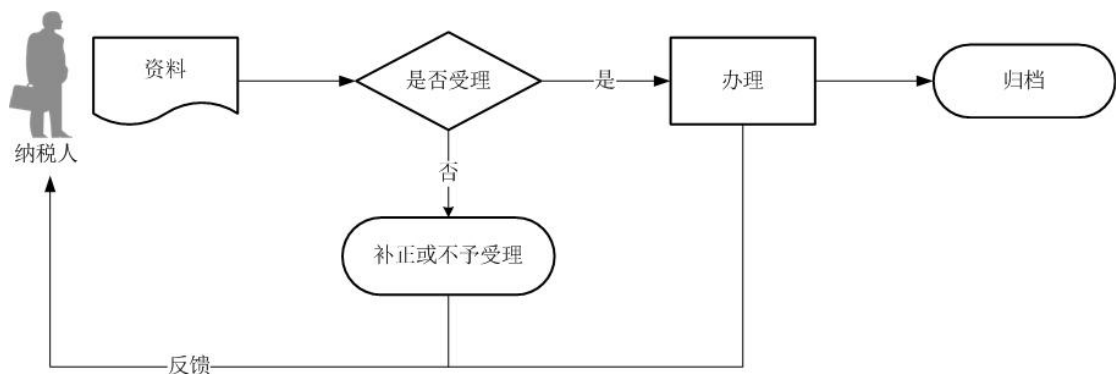 纳税人
资料
是否受理
是
办理
归档
否
补正或不予受理
反馈